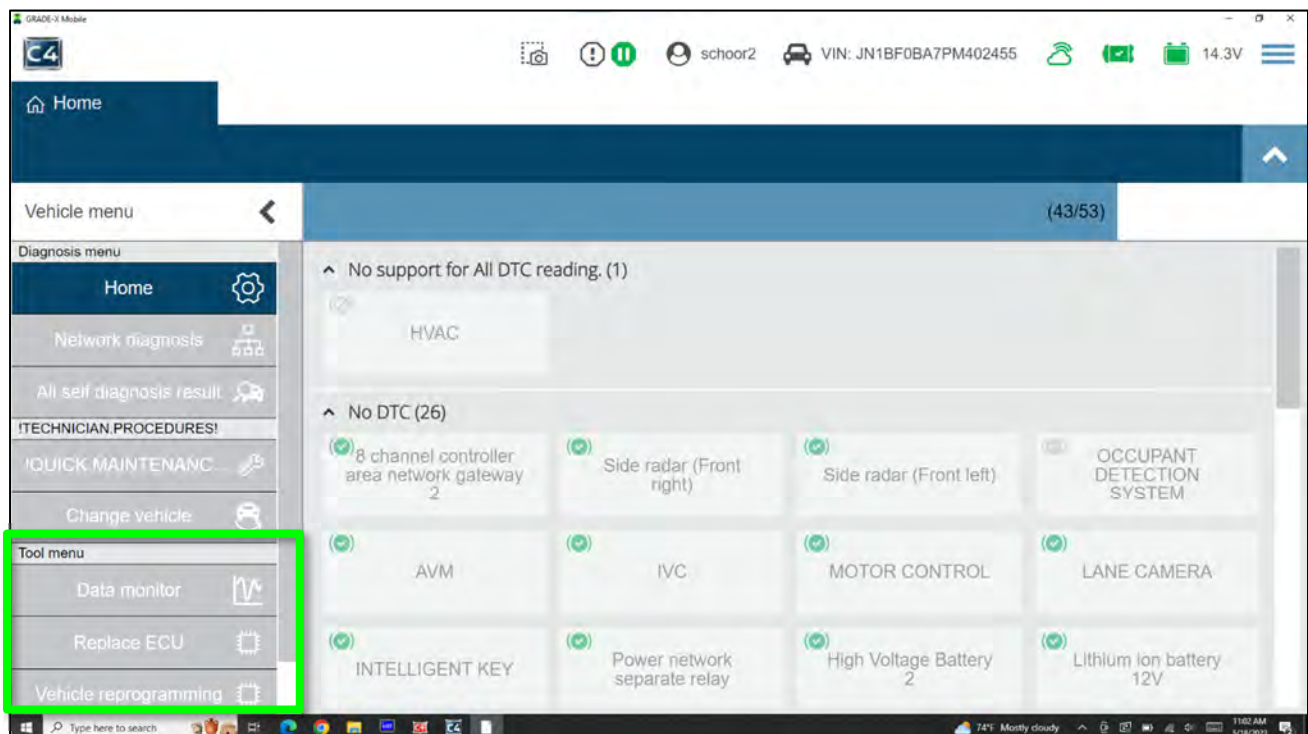 GRADE-X Mobile
C4
schoor2
VIN: JN1BF0BA7PM402455
14.3V
Home
Vehicle menu
(43/53)
Diagnosis menu
Home
Network diagnosis
All self diagnosis result
!TECHNICIAN.PROCEDURES!
!QUICK MAINTENANC...
Change vehicle
Tool menu
Data monitor
Replace ECU
Vehicle reprogramming
No support for All DTC reading. (1)
HVAC
No DTC (26)
8 channel controller
area network gateway
2
Side radar (Front
right)
Side radar (Front left)
OCCUPANT
DETECTION
SYSTEM
AVM
IVC
MOTOR CONTROL
LANE CAMERA
INTELLIGENT KEY
Power network
separate relay
High Voltage Battery
2
Lithium ion battery
12V
Type here to search
C4
74°F Mostly cloudy
11:02 AM
5/18/2023